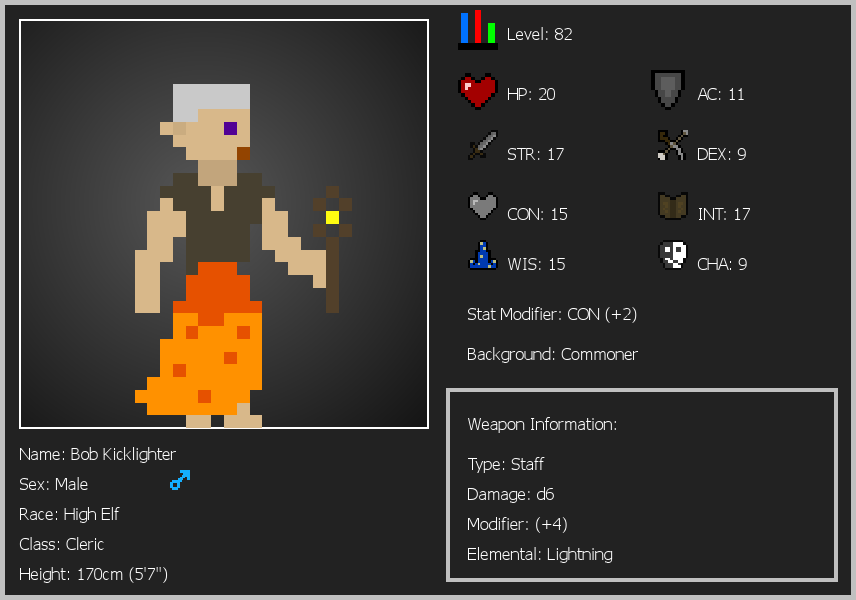 Level: 82
HP: 20
AC: 11
STR: 17
DEX: 9
CON: 15
INT: 17
WIS: 15
CHA: 9
Stat Modifier: CON (+2)
Background: Commoner
Weapon Information:
Type: Staff
Damage: d6
Modifier: (+4)
Elemental: Lightning
Name: Bob Kicklighter
Sex: Male
Race: High Elf
Class: Cleric
Height: 170cm (5'7")